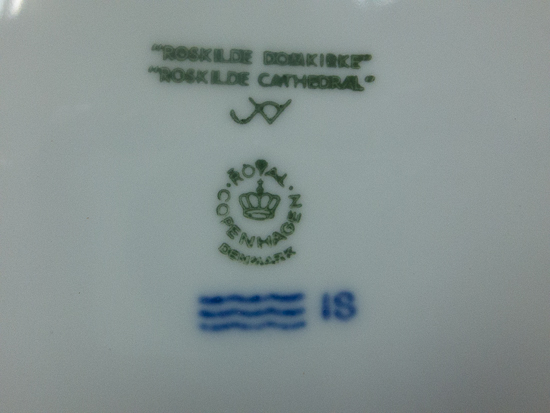 "ROSKILDE DOMKIRKE"
"ROSKILDE CATHEDRAL"
ROYAL
COPENHAGEN
DENMARK
IS